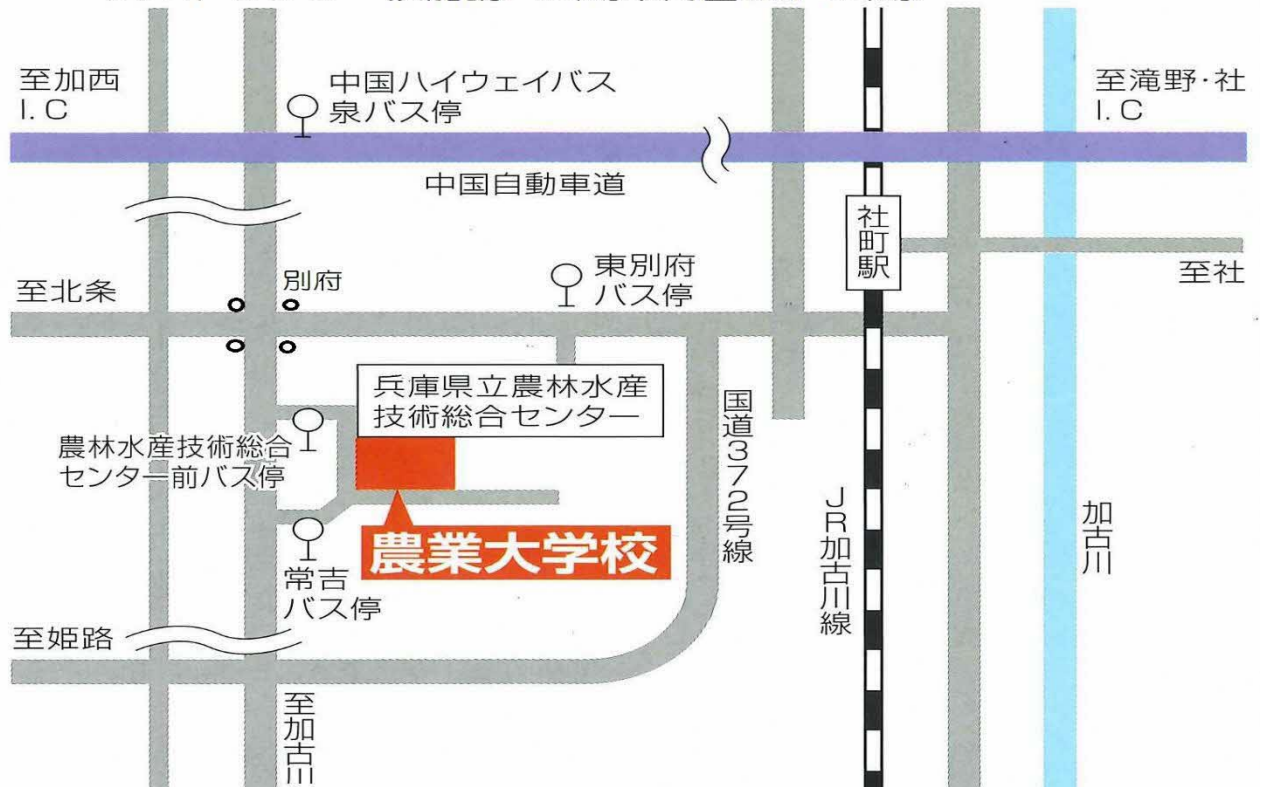 至加西
I.C
中国ハイウェイバス
泉バス停
至滝野・社
I.C
中国自動車道
社町駅
至社
至北条
別府
東別府
バス停
兵庫県立農林水産
技術総合センター
農林水産技術総合
センター前バス停
農業大学校
常吉
バス停
国道372号線
JR加古川線
加古川
至姫路
至加古川